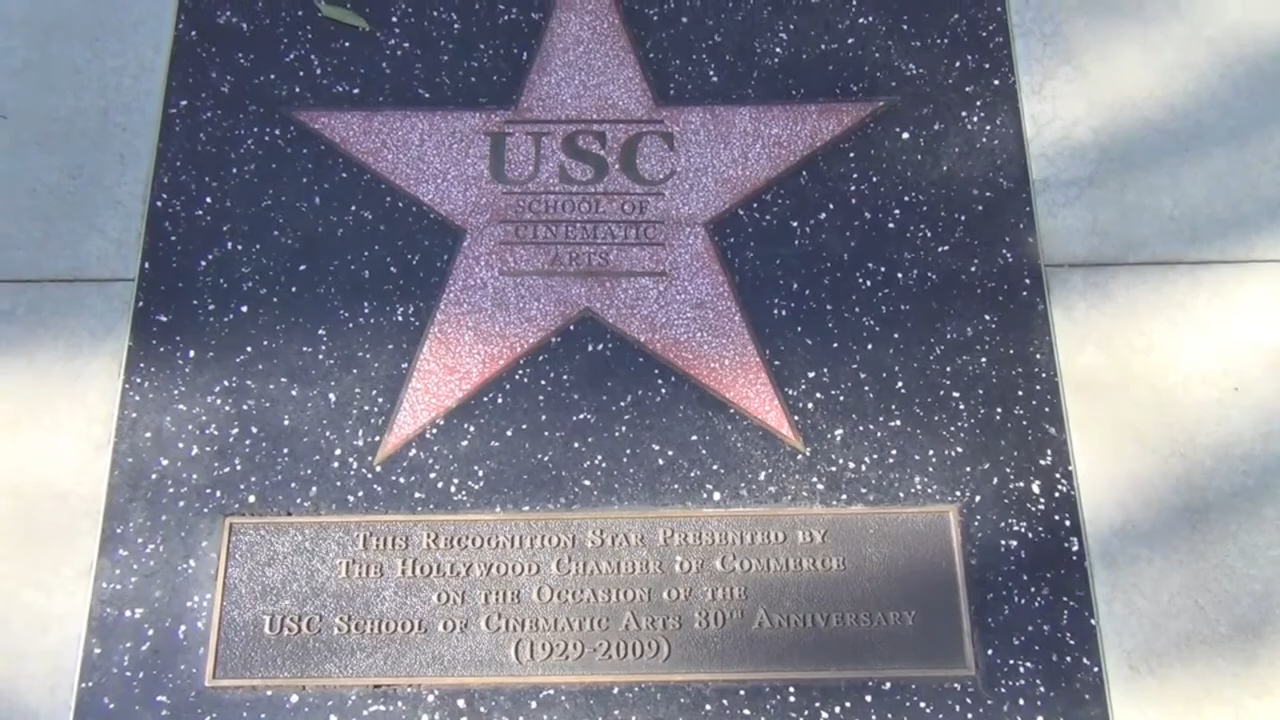 USC
SCHOOL OF
CINEMATIC
ARTS
THIS RECOGNITION STAR PRESENTED BY
THE HOLLYWOOD CHAMBER OF COMMERCE
ON THE OCCASION OF THE
USC SCHOOL OF CINEMATIC ARTS 80TH ANNIVERSARY
(1929-2009)